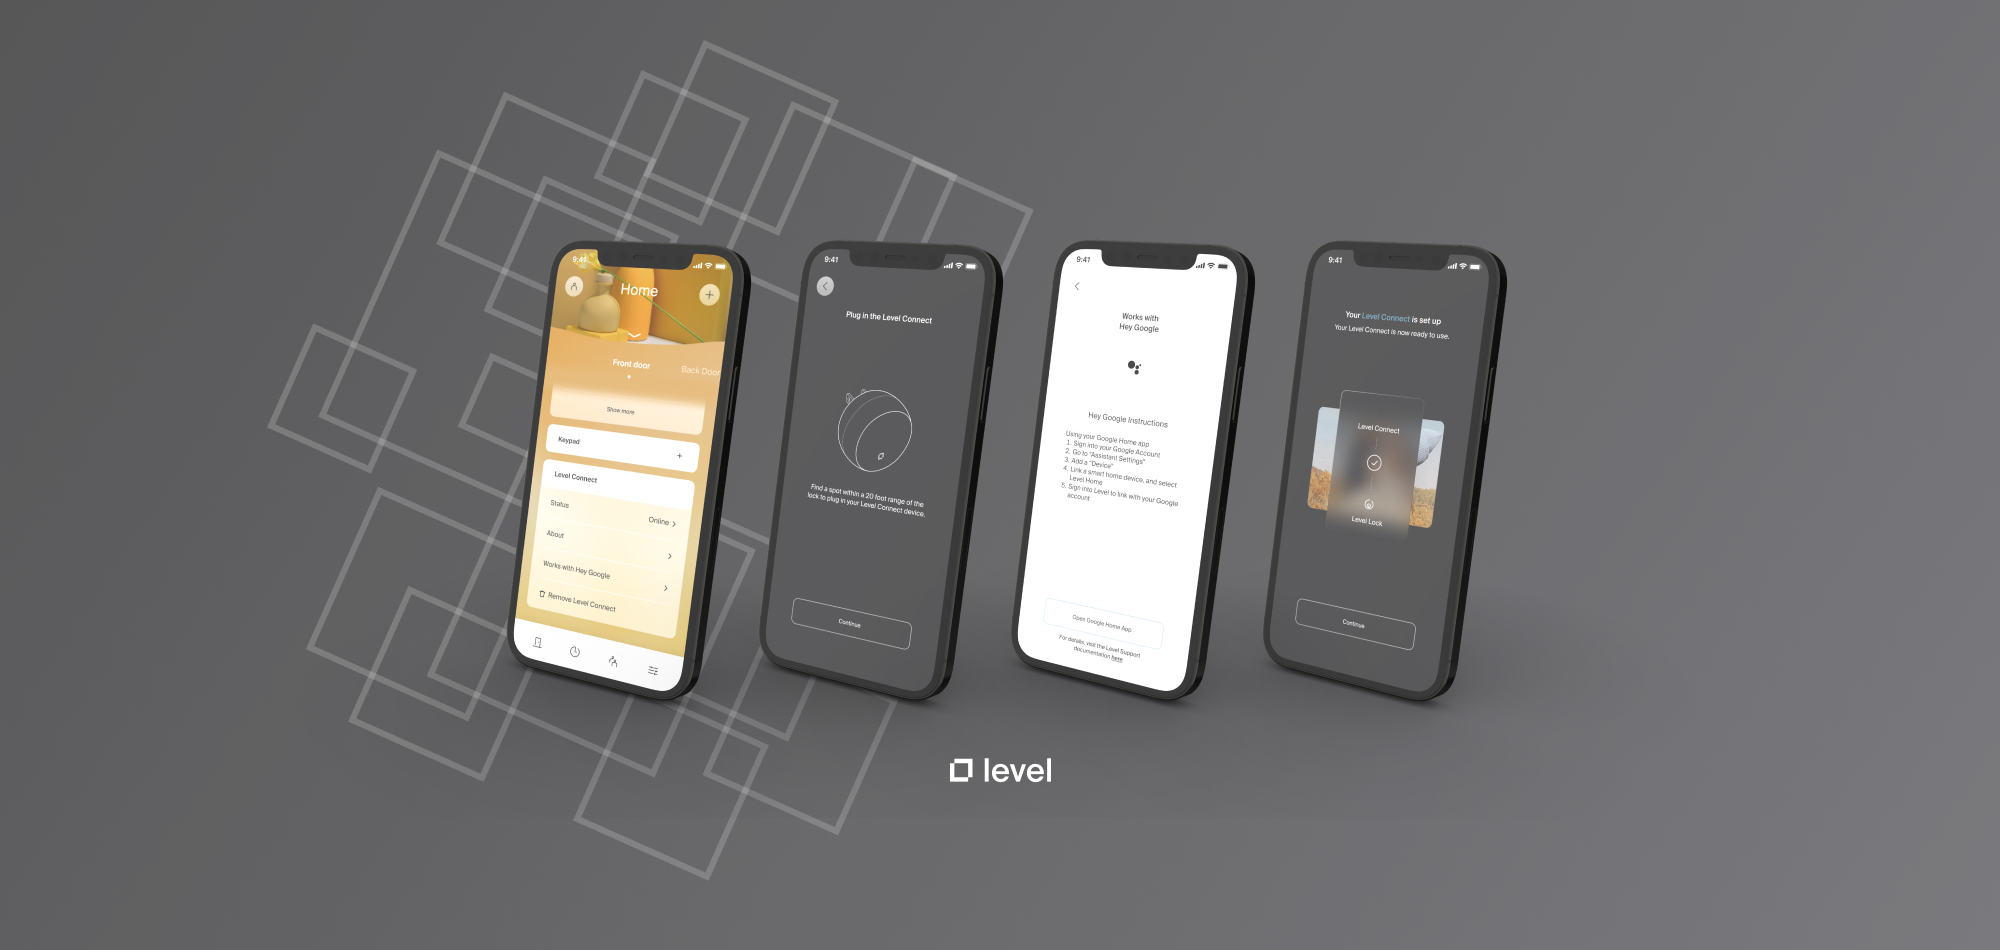 9:41
Home
Front door
Back Door
Show more
Keypad
Level Connect
Status
Online
About
Works with Hey Google
Remove Level Connect
9:41
Plug in the Level Connect
Find a spot within a 20 foot range of the
lock to plug in your Level Connect device.
Continue
9:41
Works with
Hey Google
Hey Google Instructions
Using your Google Home app
1. Sign into your Google Account
2. Go to "Assistant Settings"
3. Add a "Device"
4. Link a smart home device, and select
Level Home
5. Sign into Level to link with your Google
account
Open Google Home App
For details, visit the Level Support
documentation here
9:41
Your Level Connect is set up
Your Level Connect is now ready to use.
Level Connect
Level Lock
Continue
level